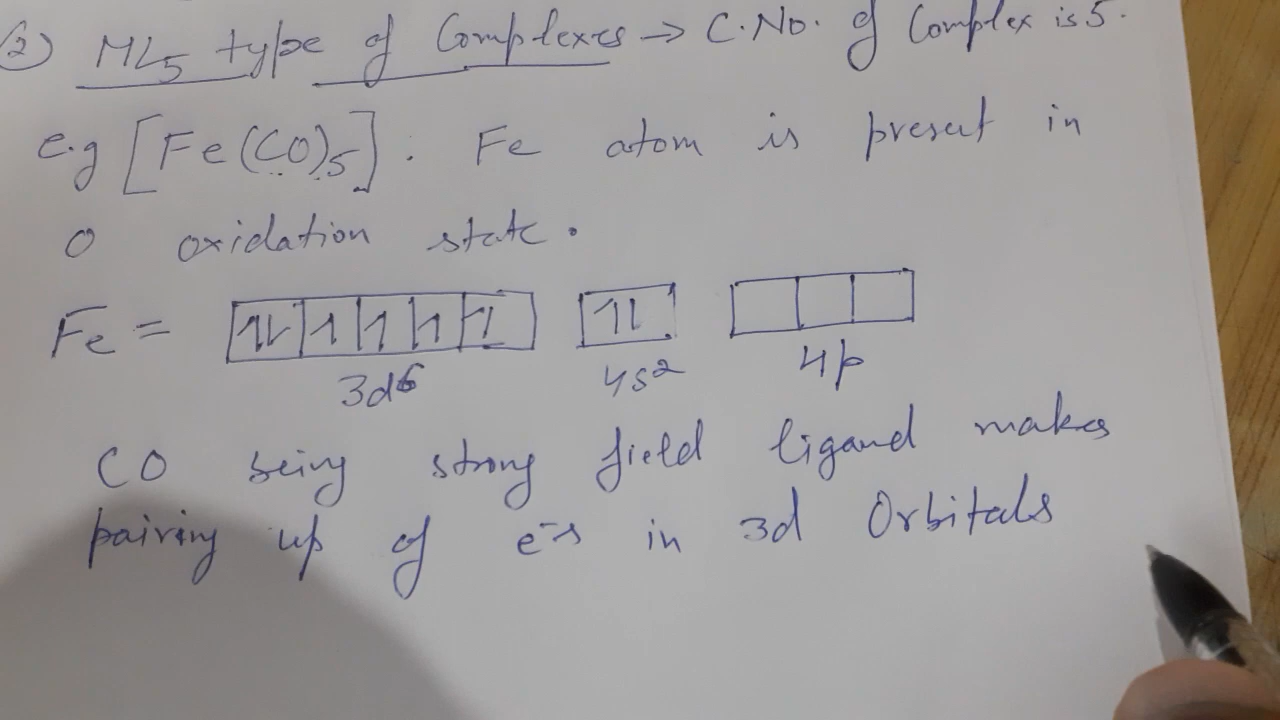 (2) ML5 type of Complexes → C.No. of Complex is 5.
e.g [Fe(CO)5]. Fe atom is present in
0 oxidation state.
Fe = [1L|1|1|1|1] [1L] [ | | ]
3d6 4s2 4p
CO being strong field ligand makes
pairing up of e-s in 3d Orbitals